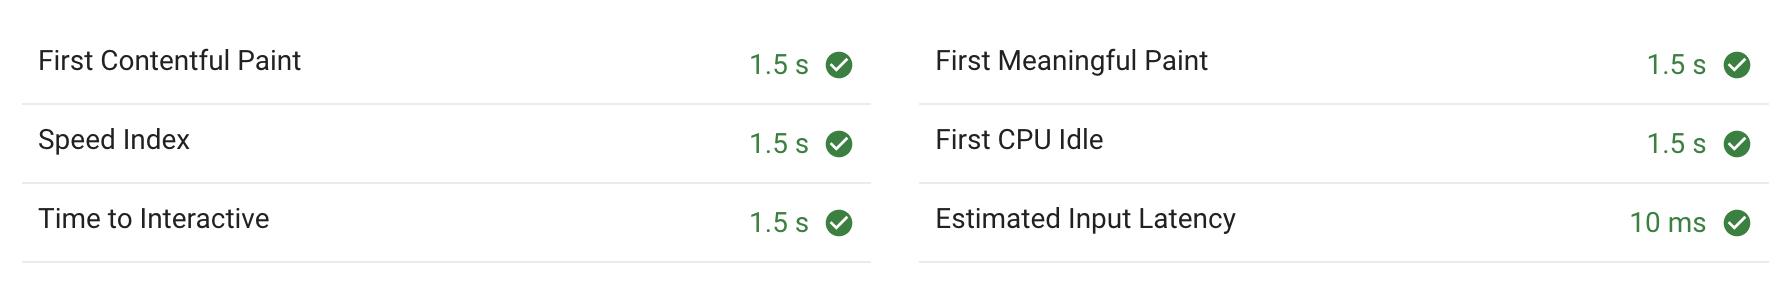 First Contentful Paint 1.5 s
First Meaningful Paint 1.5 s
Speed Index 1.5 s
First CPU Idle 1.5 s
Time to Interactive 1.5 s
Estimated Input Latency 10 ms